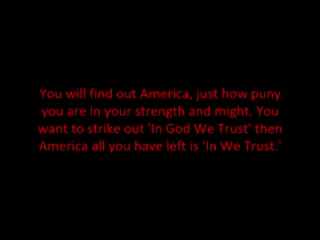 You will find out America, just how puny
you are in your strength and might. You
want to strike out 'In God We Trust' then
America all you have left is 'In We Trust.'